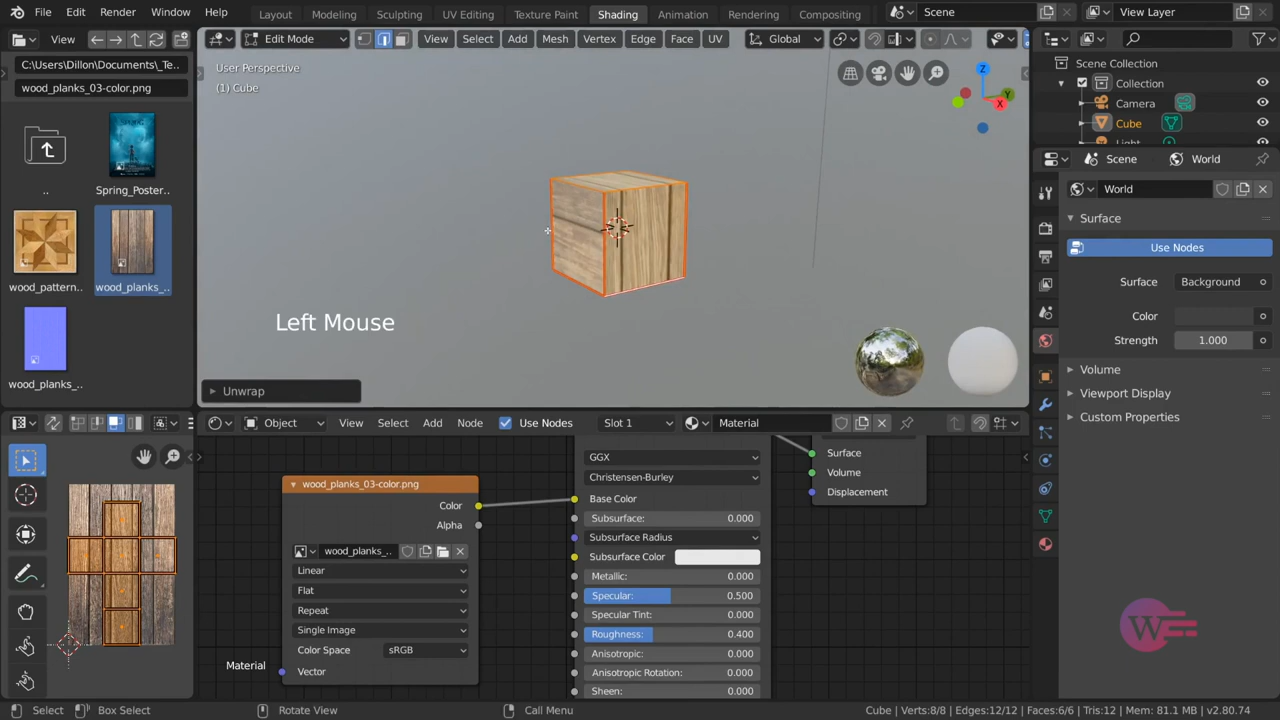 File Edit Render Window Help Layout Modeling Sculpting UV Editing Texture Paint Shading Animation Rendering Compositing Scene View Layer
View Edit Mode View Select Add Mesh Vertex Edge Face UV Global
C:\Users\Dillon\Documents\_Te..
wood_planks_03-color.png
User Perspective
(1) Cube
Z
Y
X
Scene Collection
Collection
Camera
Cube
Light
..
Spring_Poster..
Scene World
World
Surface
Use Nodes
wood_pattern..
wood_planks_..
Surface Background
Color
Strength 1.000
Left Mouse
Volume
Viewport Display
Custom Properties
wood_planks_..
Unwrap
Object View Select Add Node Use Nodes Slot 1 Material
GGX
Christensen-Burley
Base Color
Subsurface: 0.000
Subsurface Radius
Subsurface Color
Metallic: 0.000
Specular: 0.500
Specular Tint: 0.000
Roughness: 0.400
Anisotropic: 0.000
Anisotropic Rotation: 0.000
Sheen: 0.000
Surface
Volume
Displacement
wood_planks_03-color.png
Color
Alpha
wood_planks_..
Linear
Flat
Repeat
Single Image
Color Space sRGB
Vector
Material
W
Select Box Select Rotate View Call Menu Cube | Verts:8/8 | Edges:12/12 | Faces:6/6 | Tris:12 | Mem: 81.1 MB | v2.80.74